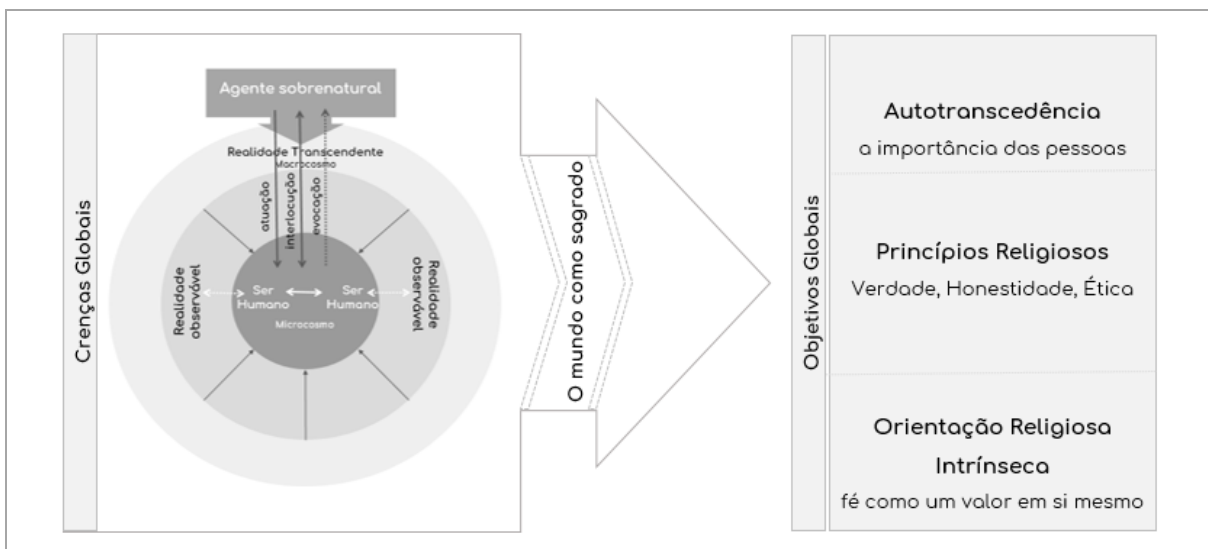 Crenças Globais
Agente sobrenatural
Realidade Transcendente
Macrocosmo
atuação
interlocução
evocação
Realidade
observável
Ser
Humano
Ser
Humano
Microcosmo
Realidade
observável
O mundo como sagrado
Objetivos Globais
Autotranscedência
a importância das pessoas
Princípios Religiosos
Verdade, Honestidade, Ética
Orientação Religiosa
Intrínseca
fé como um valor em si mesmo